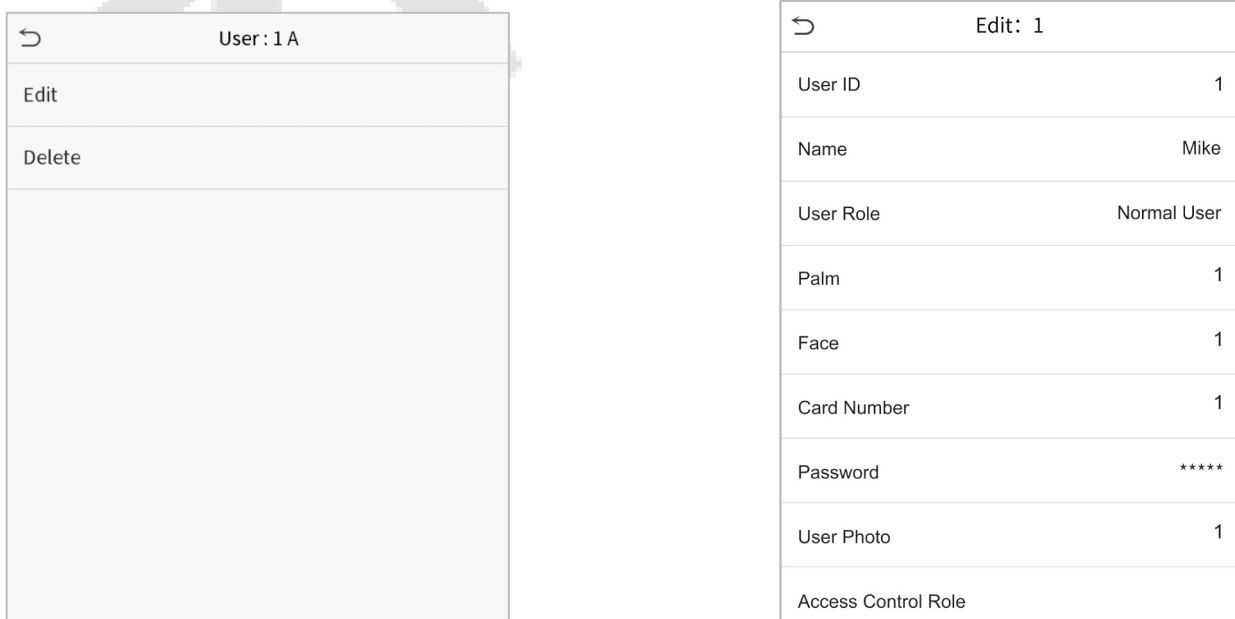 User : 1 A
Edit
Delete
Edit: 1
User ID 1
Name Mike
User Role Normal User
Palm 1
Face 1
Card Number 1
Password *****
User Photo 1
Access Control Role